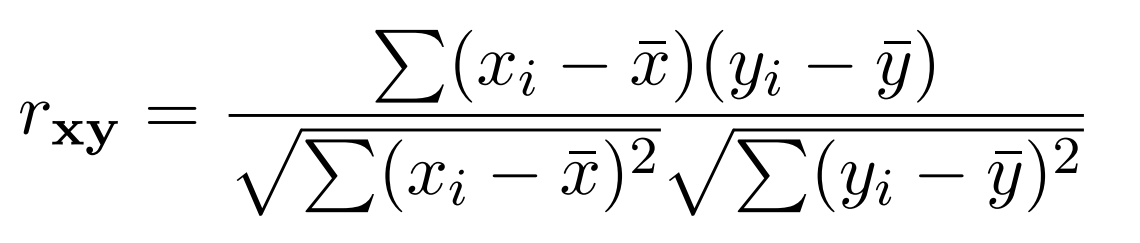 r_xy = ∑(x_i − x̄)(y_i − ȳ) / √∑(x_i − x̄)² √∑(y_i − ȳ)²